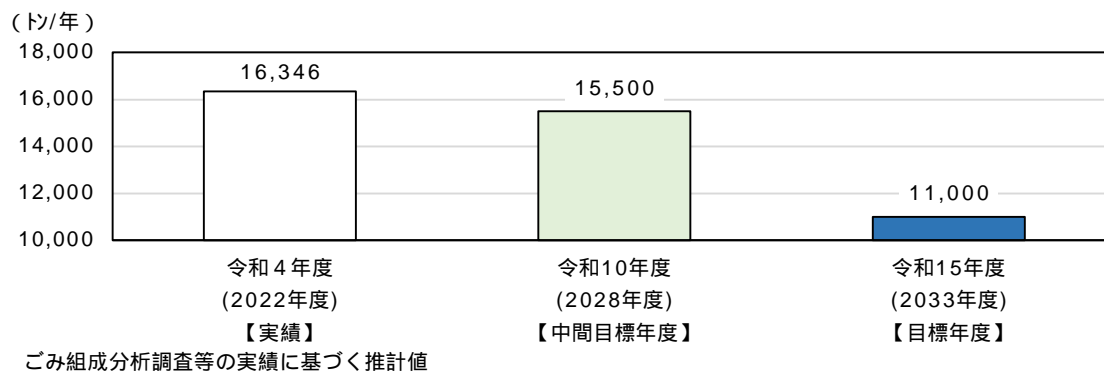 (トン/年)
18,000
16,000
14,000
12,000
10,000
16,346
15,500
11,000
令和４年度
(2022年度)
【実績】
令和10年度
(2028年度)
【中間目標年度】
令和15年度
(2033年度)
【目標年度】
ごみ組成分析調査等の実績に基づく推計値